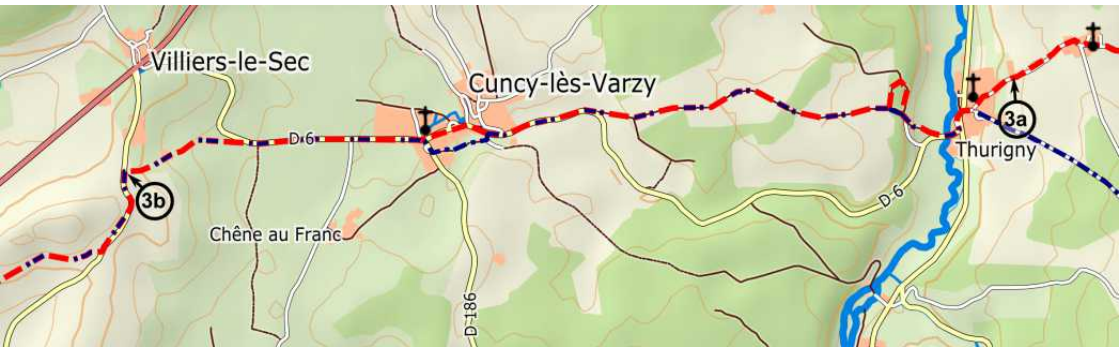 Villiers-le-Sec
Cuncy-lès-Varzy
3a
D 6
Thurigny
3b
D-6
Chêne au Franc
D 186